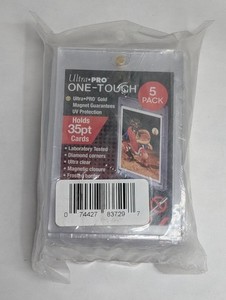 Ultra•PRO
ONE-TOUCH
5
PACK
Ultra•PRO Gold
Magnet Guarantees
UV Protection
Holds
35pt
Cards
• Laboratory Tested
• Diamond corners
• Ultra clear
• Magnetic closure
0 74427 83729 7